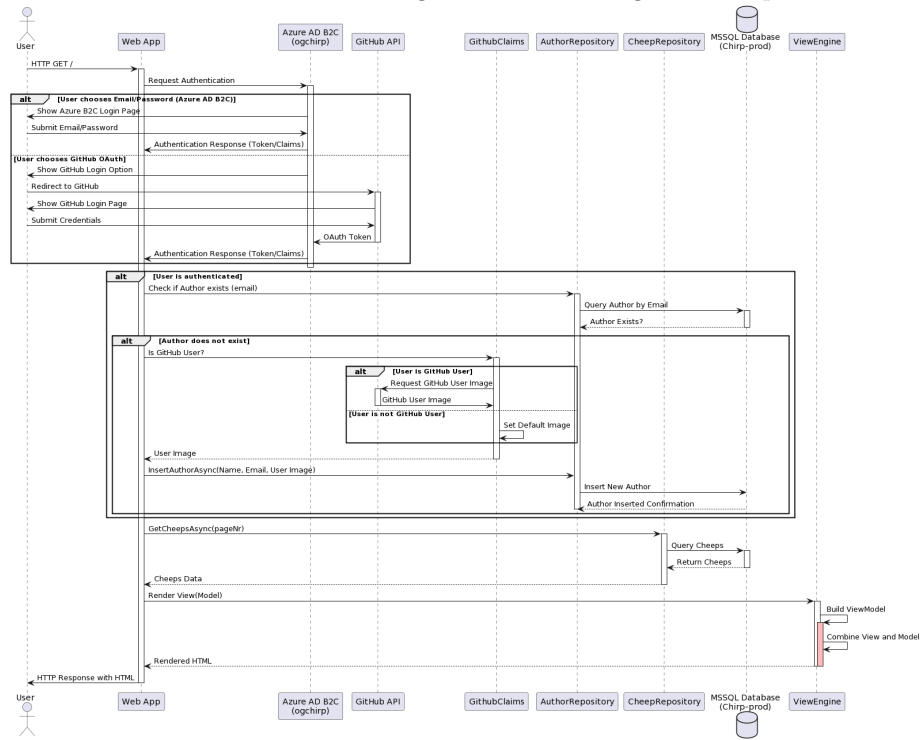 User
Web App
Azure AD B2C
(ogchirp)
GitHub API
GithubClaims
AuthorRepository
CheepRepository
MSSQL Database
(Chirp-prod)
ViewEngine
HTTP GET /
Request Authentication
alt [User chooses Email/Password (Azure AD B2C)]
Show Azure B2C Login Page
Submit Email/Password
Authentication Response (Token/Claims)
[User chooses GitHub OAuth]
Show GitHub Login Option
Redirect to GitHub
Show GitHub Login Page
Submit Credentials
OAuth Token
Authentication Response (Token/Claims)
alt [User is authenticated]
Check if Author exists (email)
Query Author by Email
Author Exists?
alt [Author does not exist]
Is GitHub User?
alt [User is GitHub User]
Request GitHub User Image
GitHub User Image
[User is not GitHub User]
Set Default Image
User Image
InsertAuthorAsync(Name, Email, User Image)
Insert New Author
Author Inserted Confirmation
GetCheepsAsync(pageNr)
Query Cheeps
Return Cheeps
Cheeps Data
Render View(Model)
Build ViewModel
Combine View and Model
Rendered HTML
HTTP Response with HTML
User
Web App
Azure AD B2C
(ogchirp)
GitHub API
GithubClaims
AuthorRepository
CheepRepository
MSSQL Database
(Chirp-prod)
ViewEngine